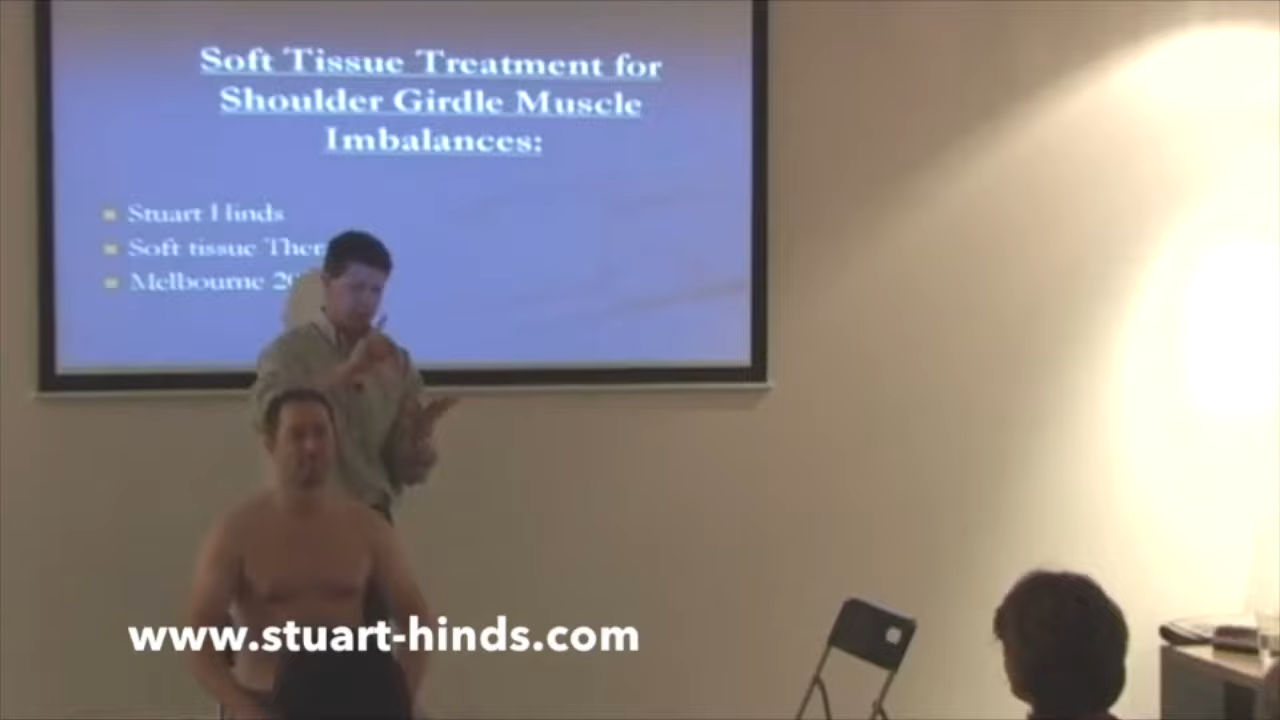 Soft Tissue Treatment for
Shoulder Girdle Muscle
Imbalances:
Stuart Hinds
Soft tissue
Melbourne
www.stuart-hinds.com